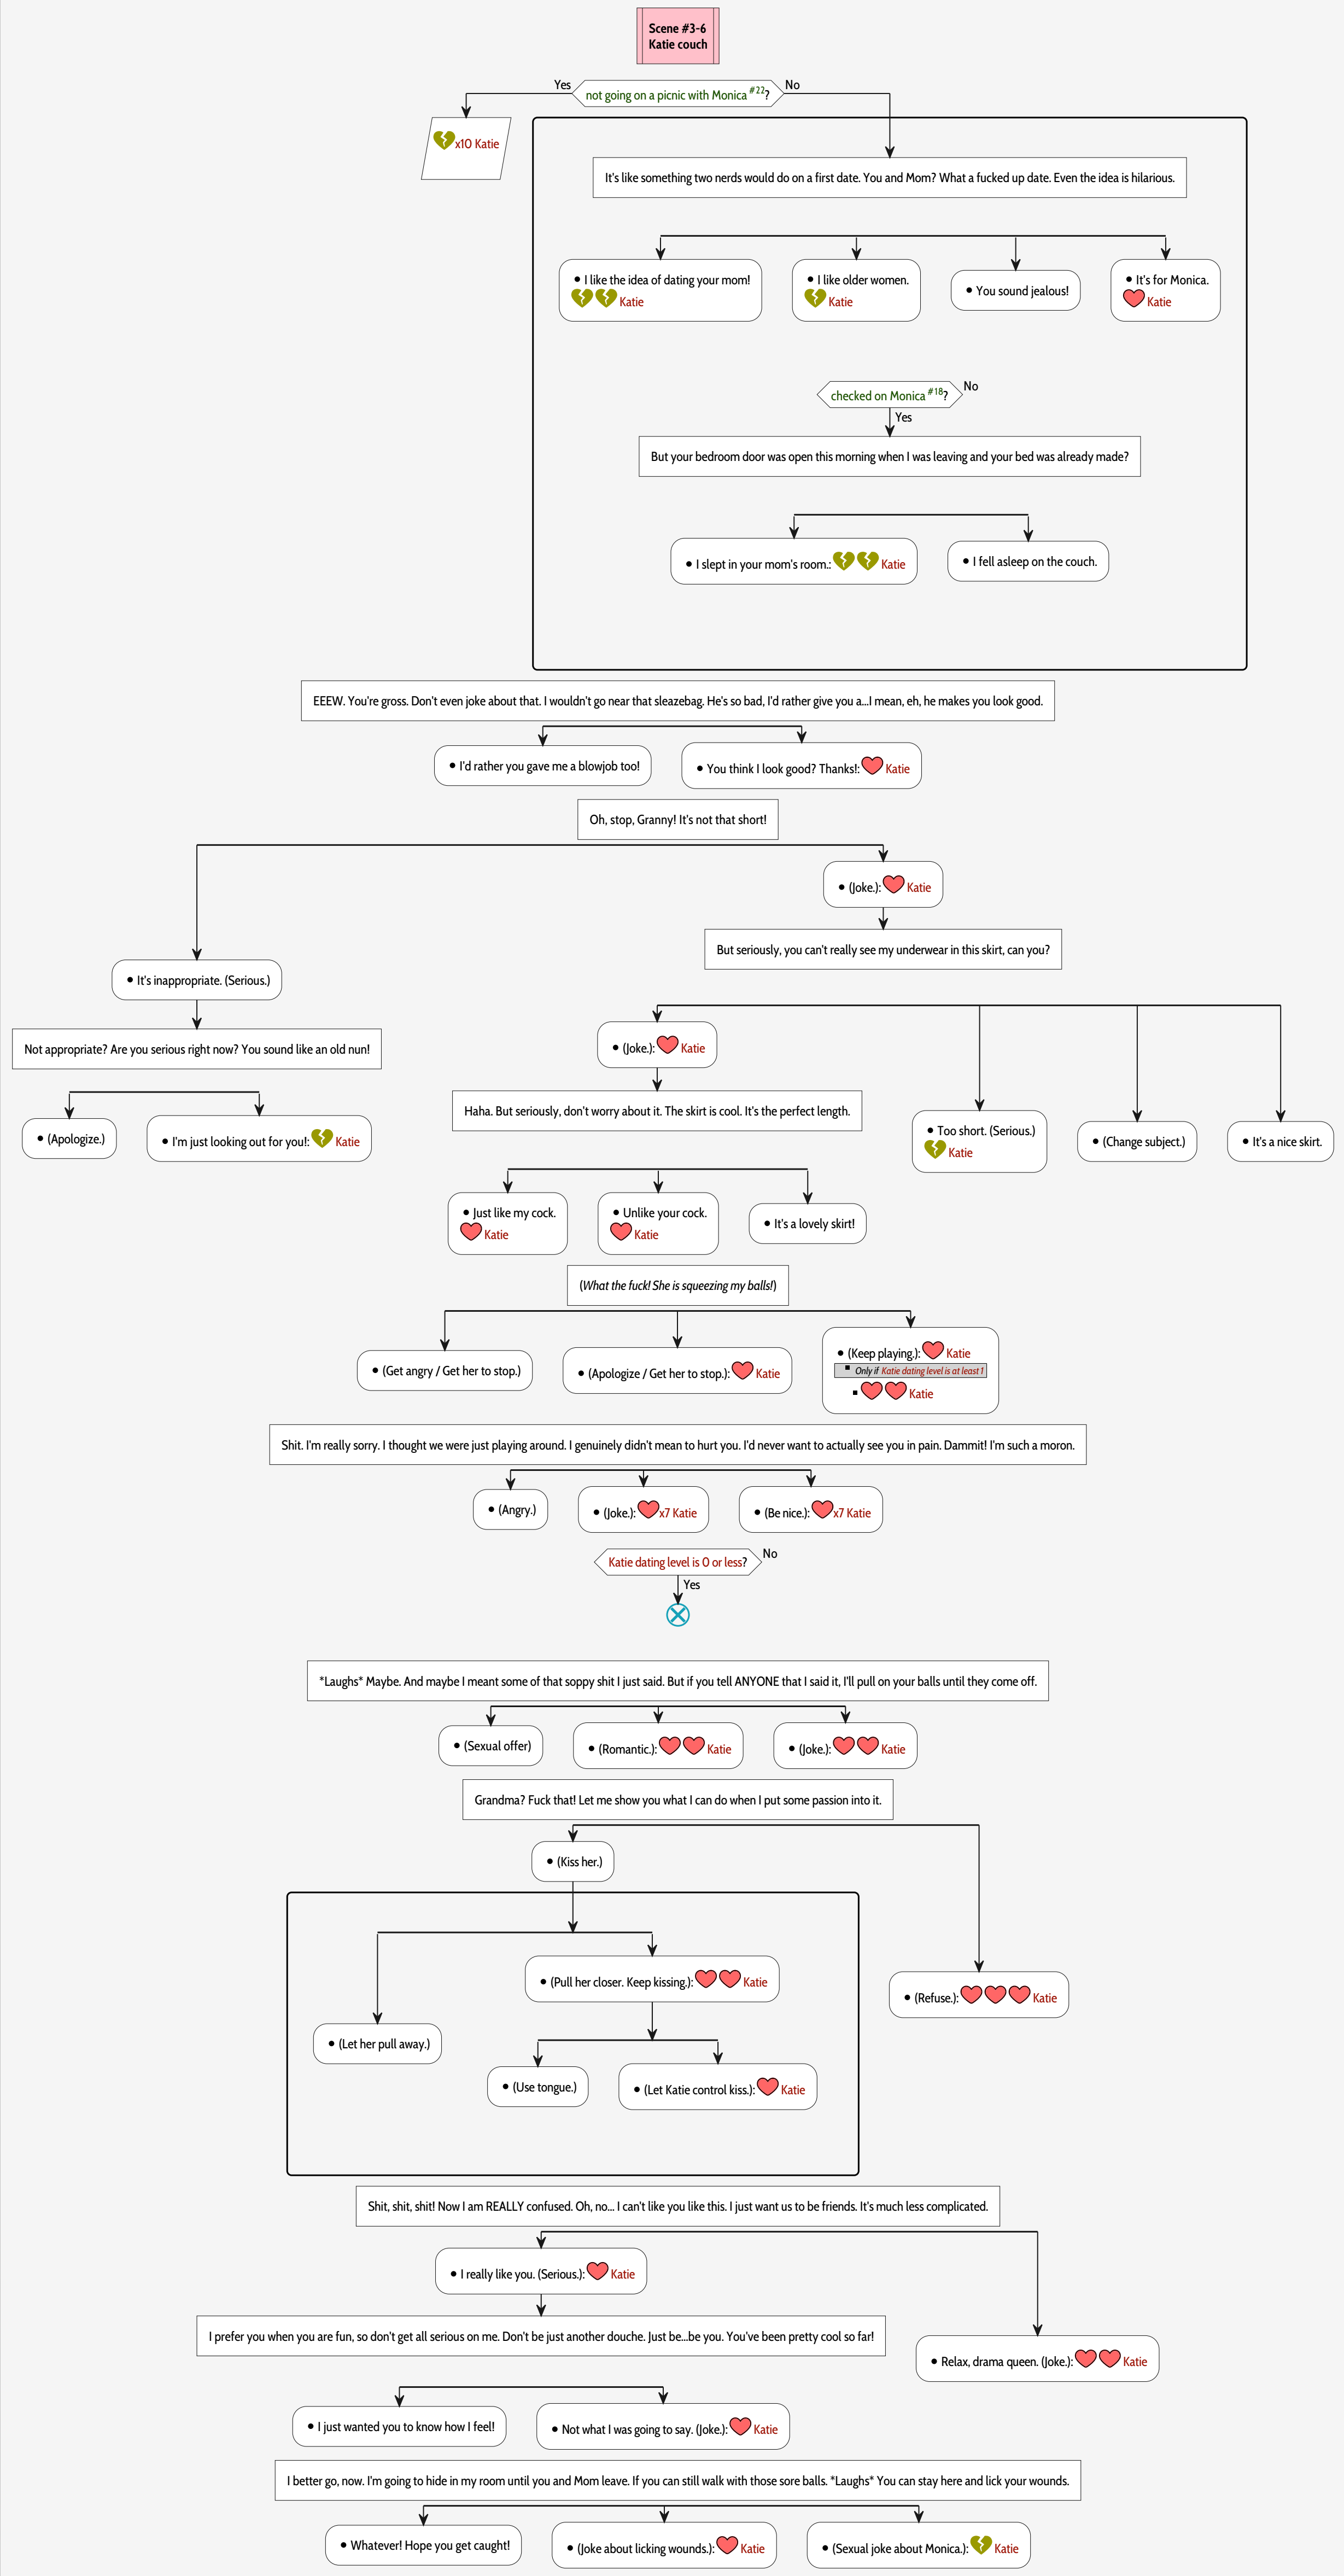 Scene #3-6
Katie couch
Yes
not going on a picnic with Monica #22?
No
x10 Katie
It's like something two nerds would do on a first date. You and Mom? What a fucked up date. Even the idea is hilarious.
• I like the idea of dating your mom!
Katie
• I like older women.
Katie
• You sound jealous!
• It's for Monica.
Katie
checked on Monica #18?
No
Yes
But your bedroom door was open this morning when I was leaving and your bed was already made?
• I slept in your mom's room.: Katie
• I fell asleep on the couch.
EEEW. You're gross. Don't even joke about that. I wouldn't go near that sleazebag. He's so bad, I'd rather give you a...I mean, eh, he makes you look good.
• I'd rather you gave me a blowjob too!
• You think I look good? Thanks!: Katie
Oh, stop, Granny! It's not that short!
• (Joke.): Katie
But seriously, you can't really see my underwear in this skirt, can you?
• It's inappropriate. (Serious.)
Not appropriate? Are you serious right now? You sound like an old nun!
• (Apologize.)
• I'm just looking out for you!: Katie
• (Joke.): Katie
Haha. But seriously, don't worry about it. The skirt is cool. It's the perfect length.
• Too short. (Serious.)
Katie
• (Change subject.)
• It's a nice skirt.
• Just like my cock.
Katie
• Unlike your cock.
Katie
• It's a lovely skirt!
(What the fuck! She is squeezing my balls!)
• (Get angry / Get her to stop.)
• (Apologize / Get her to stop.): Katie
• (Keep playing.): Katie
▪ Only if Katie dating level is at least 1
▪ Katie
Shit. I'm really sorry. I thought we were just playing around. I genuinely didn't mean to hurt you. I'd never want to actually see you in pain. Dammit! I'm such a moron.
• (Angry.)
• (Joke.): x7 Katie
• (Be nice.): x7 Katie
Katie dating level is 0 or less?
No
Yes
*Laughs* Maybe. And maybe I meant some of that soppy shit I just said. But if you tell ANYONE that I said it, I'll pull on your balls until they come off.
• (Sexual offer)
• (Romantic.): Katie
• (Joke.): Katie
Grandma? Fuck that! Let me show you what I can do when I put some passion into it.
• (Kiss her.)
• (Pull her closer. Keep kissing.): Katie
• (Refuse.): Katie
• (Let her pull away.)
• (Use tongue.)
• (Let Katie control kiss.): Katie
Shit, shit, shit! Now I am REALLY confused. Oh, no... I can't like you like this. I just want us to be friends. It's much less complicated.
• I really like you. (Serious.): Katie
I prefer you when you are fun, so don't get all serious on me. Don't be just another douche. Just be...be you. You've been pretty cool so far!
• Relax, drama queen. (Joke.): Katie
• I just wanted you to know how I feel!
• Not what I was going to say. (Joke.): Katie
I better go, now. I'm going to hide in my room until you and Mom leave. If you can still walk with those sore balls. *Laughs* You can stay here and lick your wounds.
• Whatever! Hope you get caught!
• (Joke about licking wounds.): Katie
• (Sexual joke about Monica.): Katie